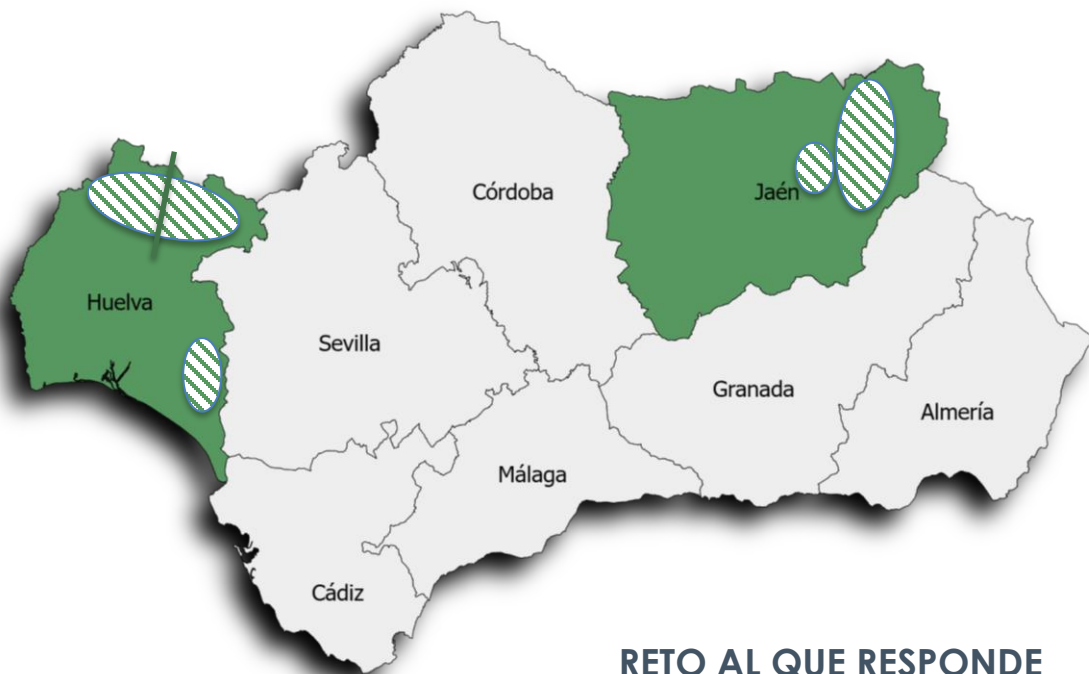 Córdoba
Jaén
Huelva
Sevilla
Granada
Almería
Málaga
Cádiz
RETO AL QUE RESPONDE